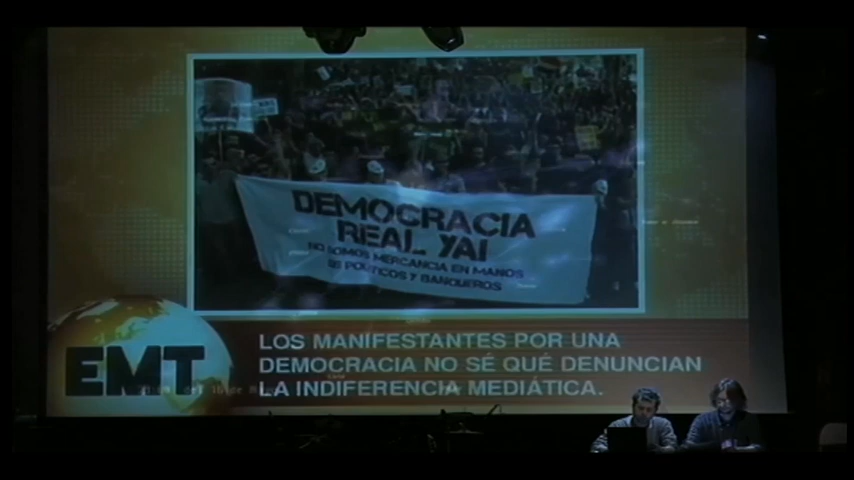 DEMOCRACIA
REAL YA!
NO SOMOS MERCANCIA EN MANOS
DE POLÍTICOS Y BANQUEROS
EMT
LOS MANIFESTANTES POR UNA
DEMOCRACIA NO SÉ QUÉ DENUNCIAN
LA INDIFERENCIA MEDIÁTICA.